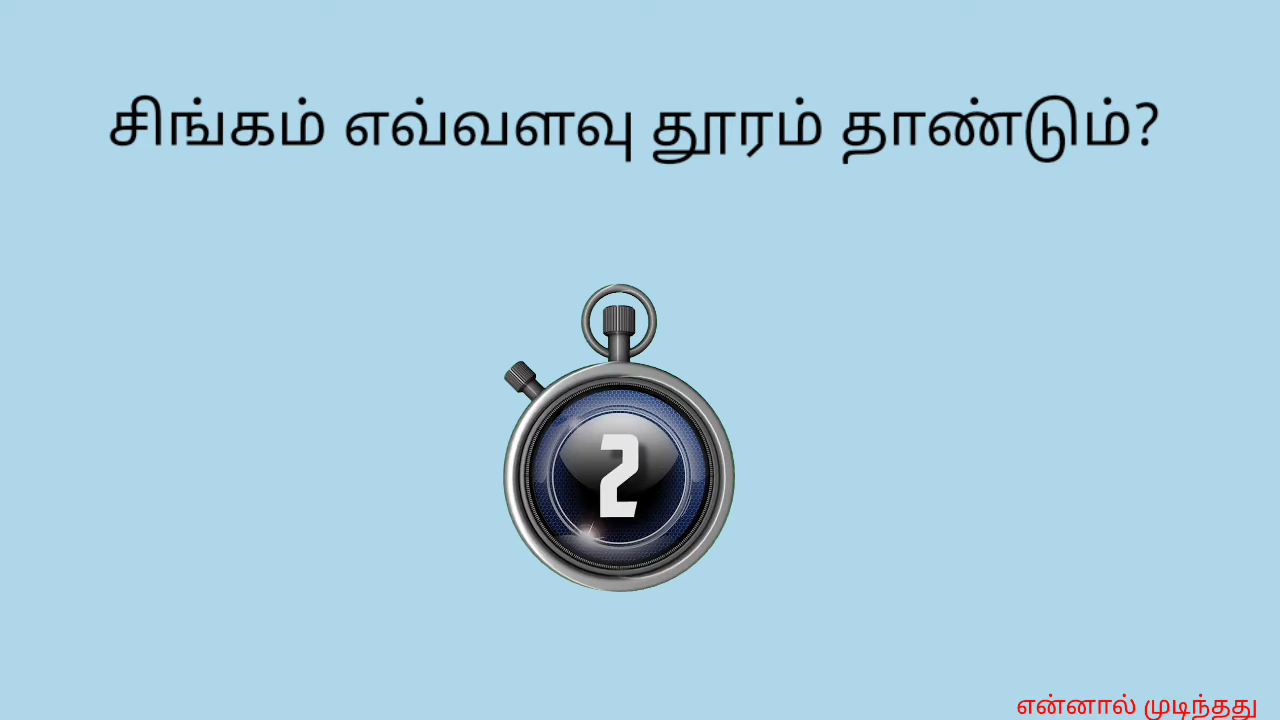 சிங்கம் எவ்வளவு தூரம் தாண்டும்?
2
என்னால் முடிந்தது